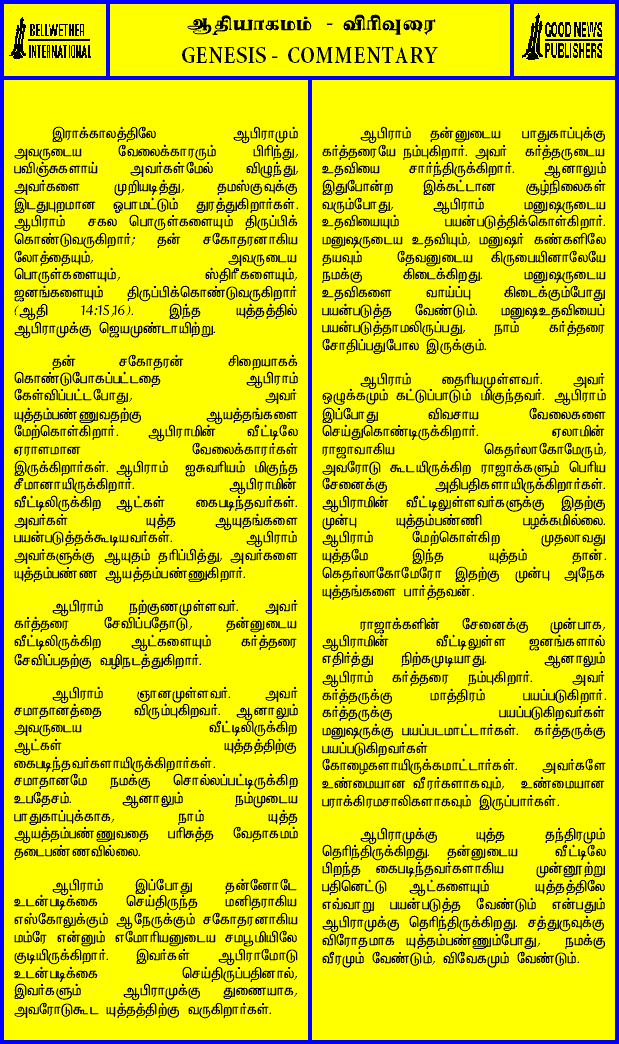 BELLWETHER
INTERNATIONAL
ஆதியாகமம் - விரிவுரை
GENESIS - COMMENTARY
GOOD NEWS
PUBLISHERS
இராக்காலத்திலே ஆபிராமும்
அவருடைய வேலைக்காரரும் பிரிந்து,
பவிஞ்சுகளாய் அவர்கள்மேல் விழுந்து,
அவர்களை முறியடித்து, தமஸ்குவுக்கு
இடதுபுறமான ஓபாமட்டும் துரத்துகிறார்கள்.
ஆபிராம் சகல பொருள்களையும் திருப்பிக்
கொண்டுவருகிறார்; தன் சகோதரனாகிய
லோத்தையும், அவருடைய
பொருள்களையும், ஸ்திரீகளையும்,
ஜனங்களையும் திருப்பிக்கொண்டுவருகிறார்
(ஆதி 14:15,16). இந்த யுத்தத்தில்
ஆபிராமுக்கு ஜெயமுண்டாயிற்று.
தன் சகோதரன் சிறையாகக்
கொண்டுபோகப்பட்டதை ஆபிராம்
கேள்விப்பட்டபோது, அவர்
யுத்தம்பண்ணுவதற்கு ஆயத்தங்களை
மேற்கொள்கிறார். ஆபிராமின் வீட்டிலே
ஏராளமான வேலைக்காரர்கள்
இருக்கிறார்கள். ஆபிராம் ஐசுவரியம் மிகுந்த
சீமானாயிருக்கிறார். ஆபிராமின்
வீட்டிலிருக்கிற ஆட்கள் கைபடிந்தவர்கள்.
அவர்கள் யுத்த ஆயுதங்களை
பயன்படுத்தக்கூடியவர்கள். ஆபிராம்
அவர்களுக்கு ஆயுதம் தரிப்பித்து, அவர்களை
யுத்தம்பண்ண ஆயத்தம்பண்ணுகிறார்.
ஆபிராம் நற்குணமுள்ளவர். அவர்
கர்த்தரை சேவிப்பதோடு, தன்னுடைய
வீட்டிலிருக்கிற ஆட்களையும் கர்த்தரை
சேவிப்பதற்கு வழிநடத்துகிறார்.
ஆபிராம் ஞானமுள்ளவர். அவர்
சமாதானத்தை விரும்புகிறவர். ஆனாலும்
அவருடைய வீட்டிலிருக்கிற
ஆட்கள் யுத்தத்திற்கு
கைபடிந்தவர்களாயிருக்கிறார்கள்.
சமாதானமே நமக்கு சொல்லப்பட்டிருக்கிற
உபதேசம். ஆனாலும் நம்முடைய
பாதுகாப்புக்காக, நாம் யுத்த
ஆயத்தம்பண்ணுவதை பரிசுத்த வேதாகமம்
தடைபண்ணவில்லை.
ஆபிராம் இப்போது தன்னோடே
உடன்படிக்கை செய்திருந்த மனிதராகிய
எஸ்கோலுக்கும் ஆநேருக்கும் சகோதரனாகிய
மம்ரே என்னும் எமோரியனுடைய சமபூமியிலே
குடியிருக்கிறார். இவர்கள் ஆபிராமோடு
உடன்படிக்கை செய்திருப்பதினால்,
இவர்களும் ஆபிராமுக்கு துணையாக,
அவரோடுகூட யுத்தத்திற்கு வருகிறார்கள்.
ஆபிராம் தன்னுடைய பாதுகாப்புக்கு
கர்த்தரையே நம்புகிறார். அவர் கர்த்தருடைய
உதவியை சார்ந்திருக்கிறார். ஆனாலும்
இதுபோன்ற இக்கட்டான சூழ்நிலைகள்
வரும்போது, ஆபிராம் மனுஷருடைய
உதவியையும் பயன்படுத்திக்கொள்கிறார்.
மனுஷருடைய உதவியும், மனுஷர் கண்களிலே
தயவும் தேவனுடைய கிருபையினாலேயே
நமக்கு கிடைக்கிறது. மனுஷருடைய
உதவிகளை வாய்ப்பு கிடைக்கும்போது
பயன்படுத்த வேண்டும். மனுஷஉதவியைப்
பயன்படுத்தாமலிருப்பது, நாம் கர்த்தரை
சோதிப்பதுபோல இருக்கும்.
ஆபிராம் தைரியமுள்ளவர். அவர்
ஒழுக்கமும் கட்டுப்பாடும் மிகுந்தவர். ஆபிராம்
இப்போது விவசாய வேலைகளை
செய்துகொண்டிருக்கிறார். ஏலாமின்
ராஜாவாகிய கெதர்லாகோமேரும்,
அவரோடு கூடயிருக்கிற ராஜாக்களும் பெரிய
சேனைக்கு அதிபதிகளாயிருக்கிறார்கள்.
ஆபிராமின் வீட்டிலுள்ளவர்களுக்கு இதற்கு
முன்பு யுத்தம்பண்ணி பழக்கமில்லை.
ஆபிராம் மேற்கொள்கிற முதலாவது
யுத்தமே இந்த யுத்தம் தான்.
கெதர்லாகோமேரோ இதற்கு முன்பு அநேக
யுத்தங்களை பார்த்தவன்.
ராஜாக்களின் சேனைக்கு முன்பாக,
ஆபிராமின் வீட்டிலுள்ள ஜனங்களால்
எதிர்த்து நிற்கமுடியாது. ஆனாலும்
ஆபிராம் கர்த்தரை நம்புகிறார். அவர்
கர்த்தருக்கு மாத்திரம் பயப்படுகிறார்.
கர்த்தருக்கு பயப்படுகிறவர்கள்
மனுஷருக்கு பயப்படமாட்டார்கள். கர்த்தருக்கு
பயப்படுகிறவர்கள்
கோழைகளாயிருக்கமாட்டார்கள். அவர்களே
உண்மையான வீரர்களாகவும், உண்மையான
பராக்கிரமசாலிகளாகவும் இருப்பார்கள்.
ஆபிராமுக்கு யுத்த தந்திரமும்
தெரிந்திருக்கிறது. தன்னுடைய வீட்டிலே
பிறந்த கைபடிந்தவர்களாகிய முன்னூற்று
பதினெட்டு ஆட்களையும் யுத்தத்திலே
எவ்வாறு பயன்படுத்த வேண்டும் என்பதும்
ஆபிராமுக்கு தெரிந்திருக்கிறது. சத்துருவுக்கு
விரோதமாக யுத்தம்பண்ணும்போது, நமக்கு
வீரமும் வேண்டும், விவேகமும் வேண்டும்.